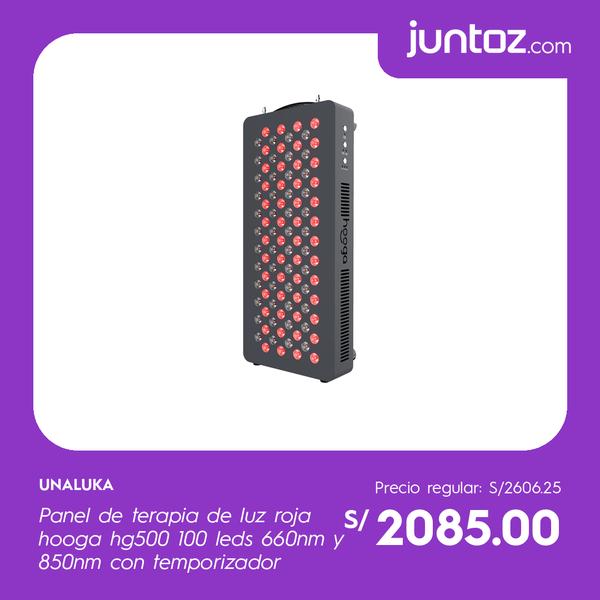 juntoz.com
hooga
UNALUKA
Panel de terapia de luz roja
hooga hg500 100 leds 660nm y
850nm con temporizador
Precio regular: S/2606.25
S/ 2085.00